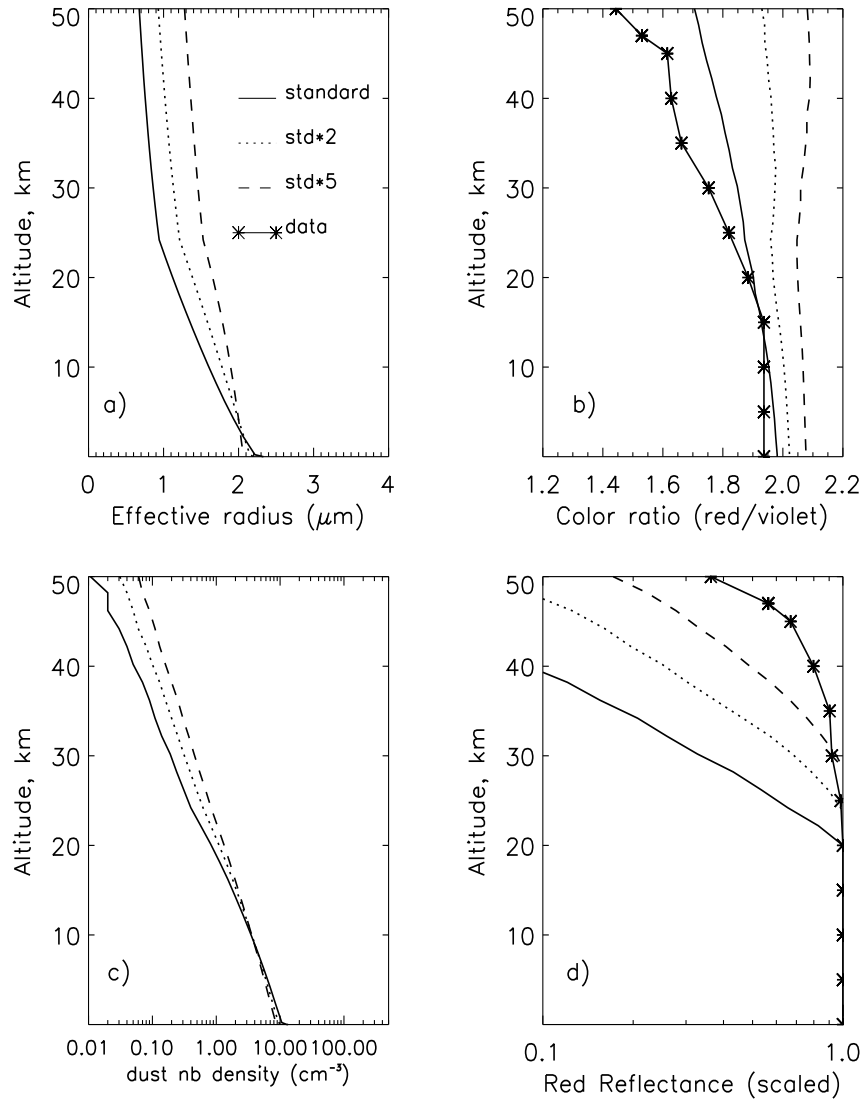 50
40
30
20
10
Altitude, km
standard
std*2
std*5
data
a)
0 1 2 3 4
Effective radius (μm)
50
40
30
20
10
Altitude, km
b)
1.2 1.4 1.6 1.8 2.0 2.2
Color ratio (red/violet)
50
40
30
20
10
Altitude, km
c)
0.01 0.10 1.00 10.00 100.00
dust nb density (cm⁻³)
50
40
30
20
10
Altitude, km
d)
0.1 1.0
Red Reflectance (scaled)